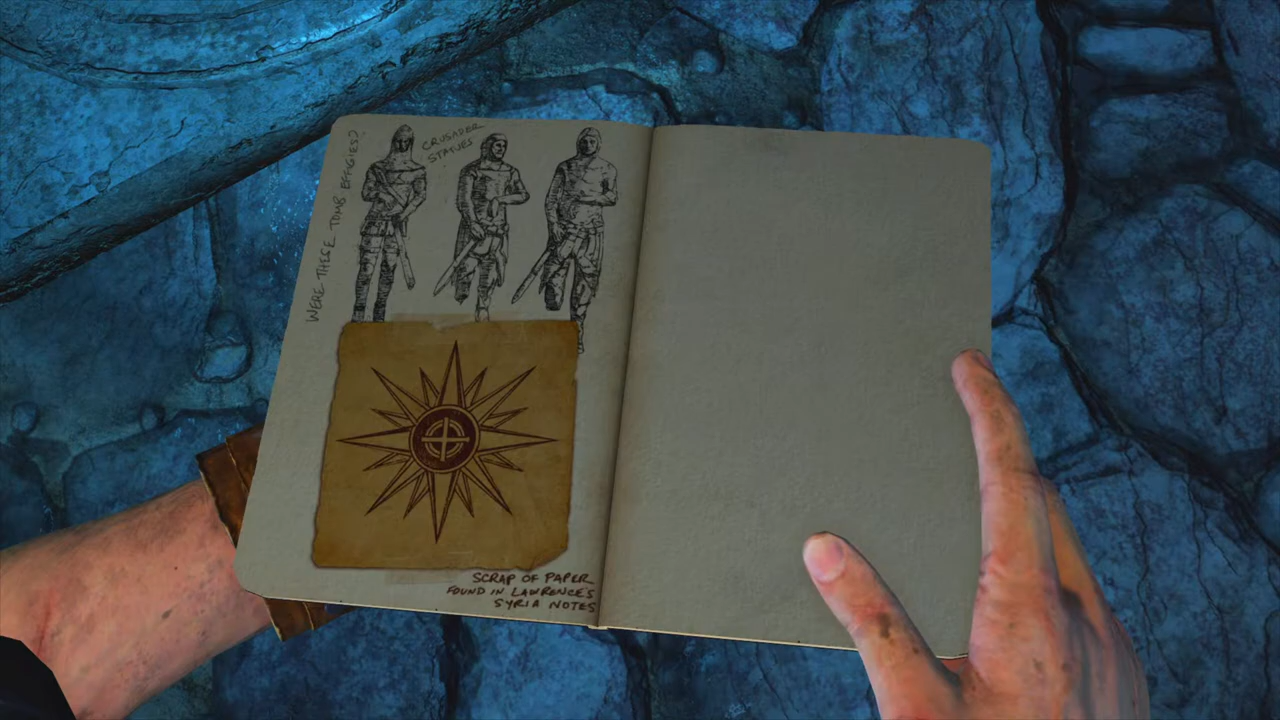 WERE THESE TOMB EFFIGIES?
CRUSADER
STATUES
SCRAP OF PAPER
FOUND IN LAWRENCE'S
SYRIA NOTES